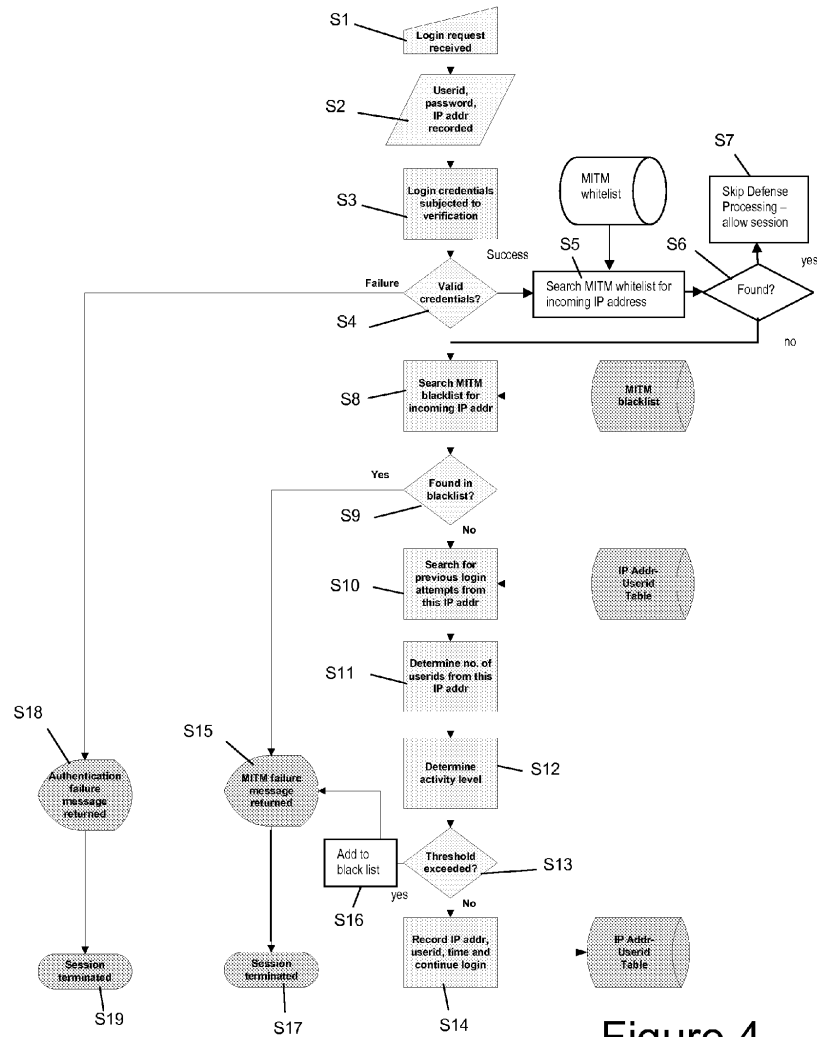 S1
Login request
received
S2
Userid,
password,
IP addr
recorded
S3
Login credentials
subjected to
verification
MITM
whitelist
S7
Skip Defense
Processing –
allow session
S4
Failure
Valid
credentials?
Success
S5
Search MITM whitelist for
incoming IP address
S6
Found?
yes
no
S8
Search MITM
blacklist for
incoming IP addr
MITM
blacklist
S9
Yes
Found in
blacklist?
No
S10
Search for
previous login
attempts from
this IP addr
IP Addr-
Userid
Table
S11
Determine no. of
userids from this
IP addr
S18
Authentication
failure
message
returned
S15
MITM failure
message
returned
Determine
activity level
S12
Add to
black list
S16
yes
Threshold
exceeded?
S13
No
Session
terminated
S19
Session
terminated
S17
Record IP addr,
userid, time and
continue login
S14
IP Addr-
Userid
Table
Figure 4